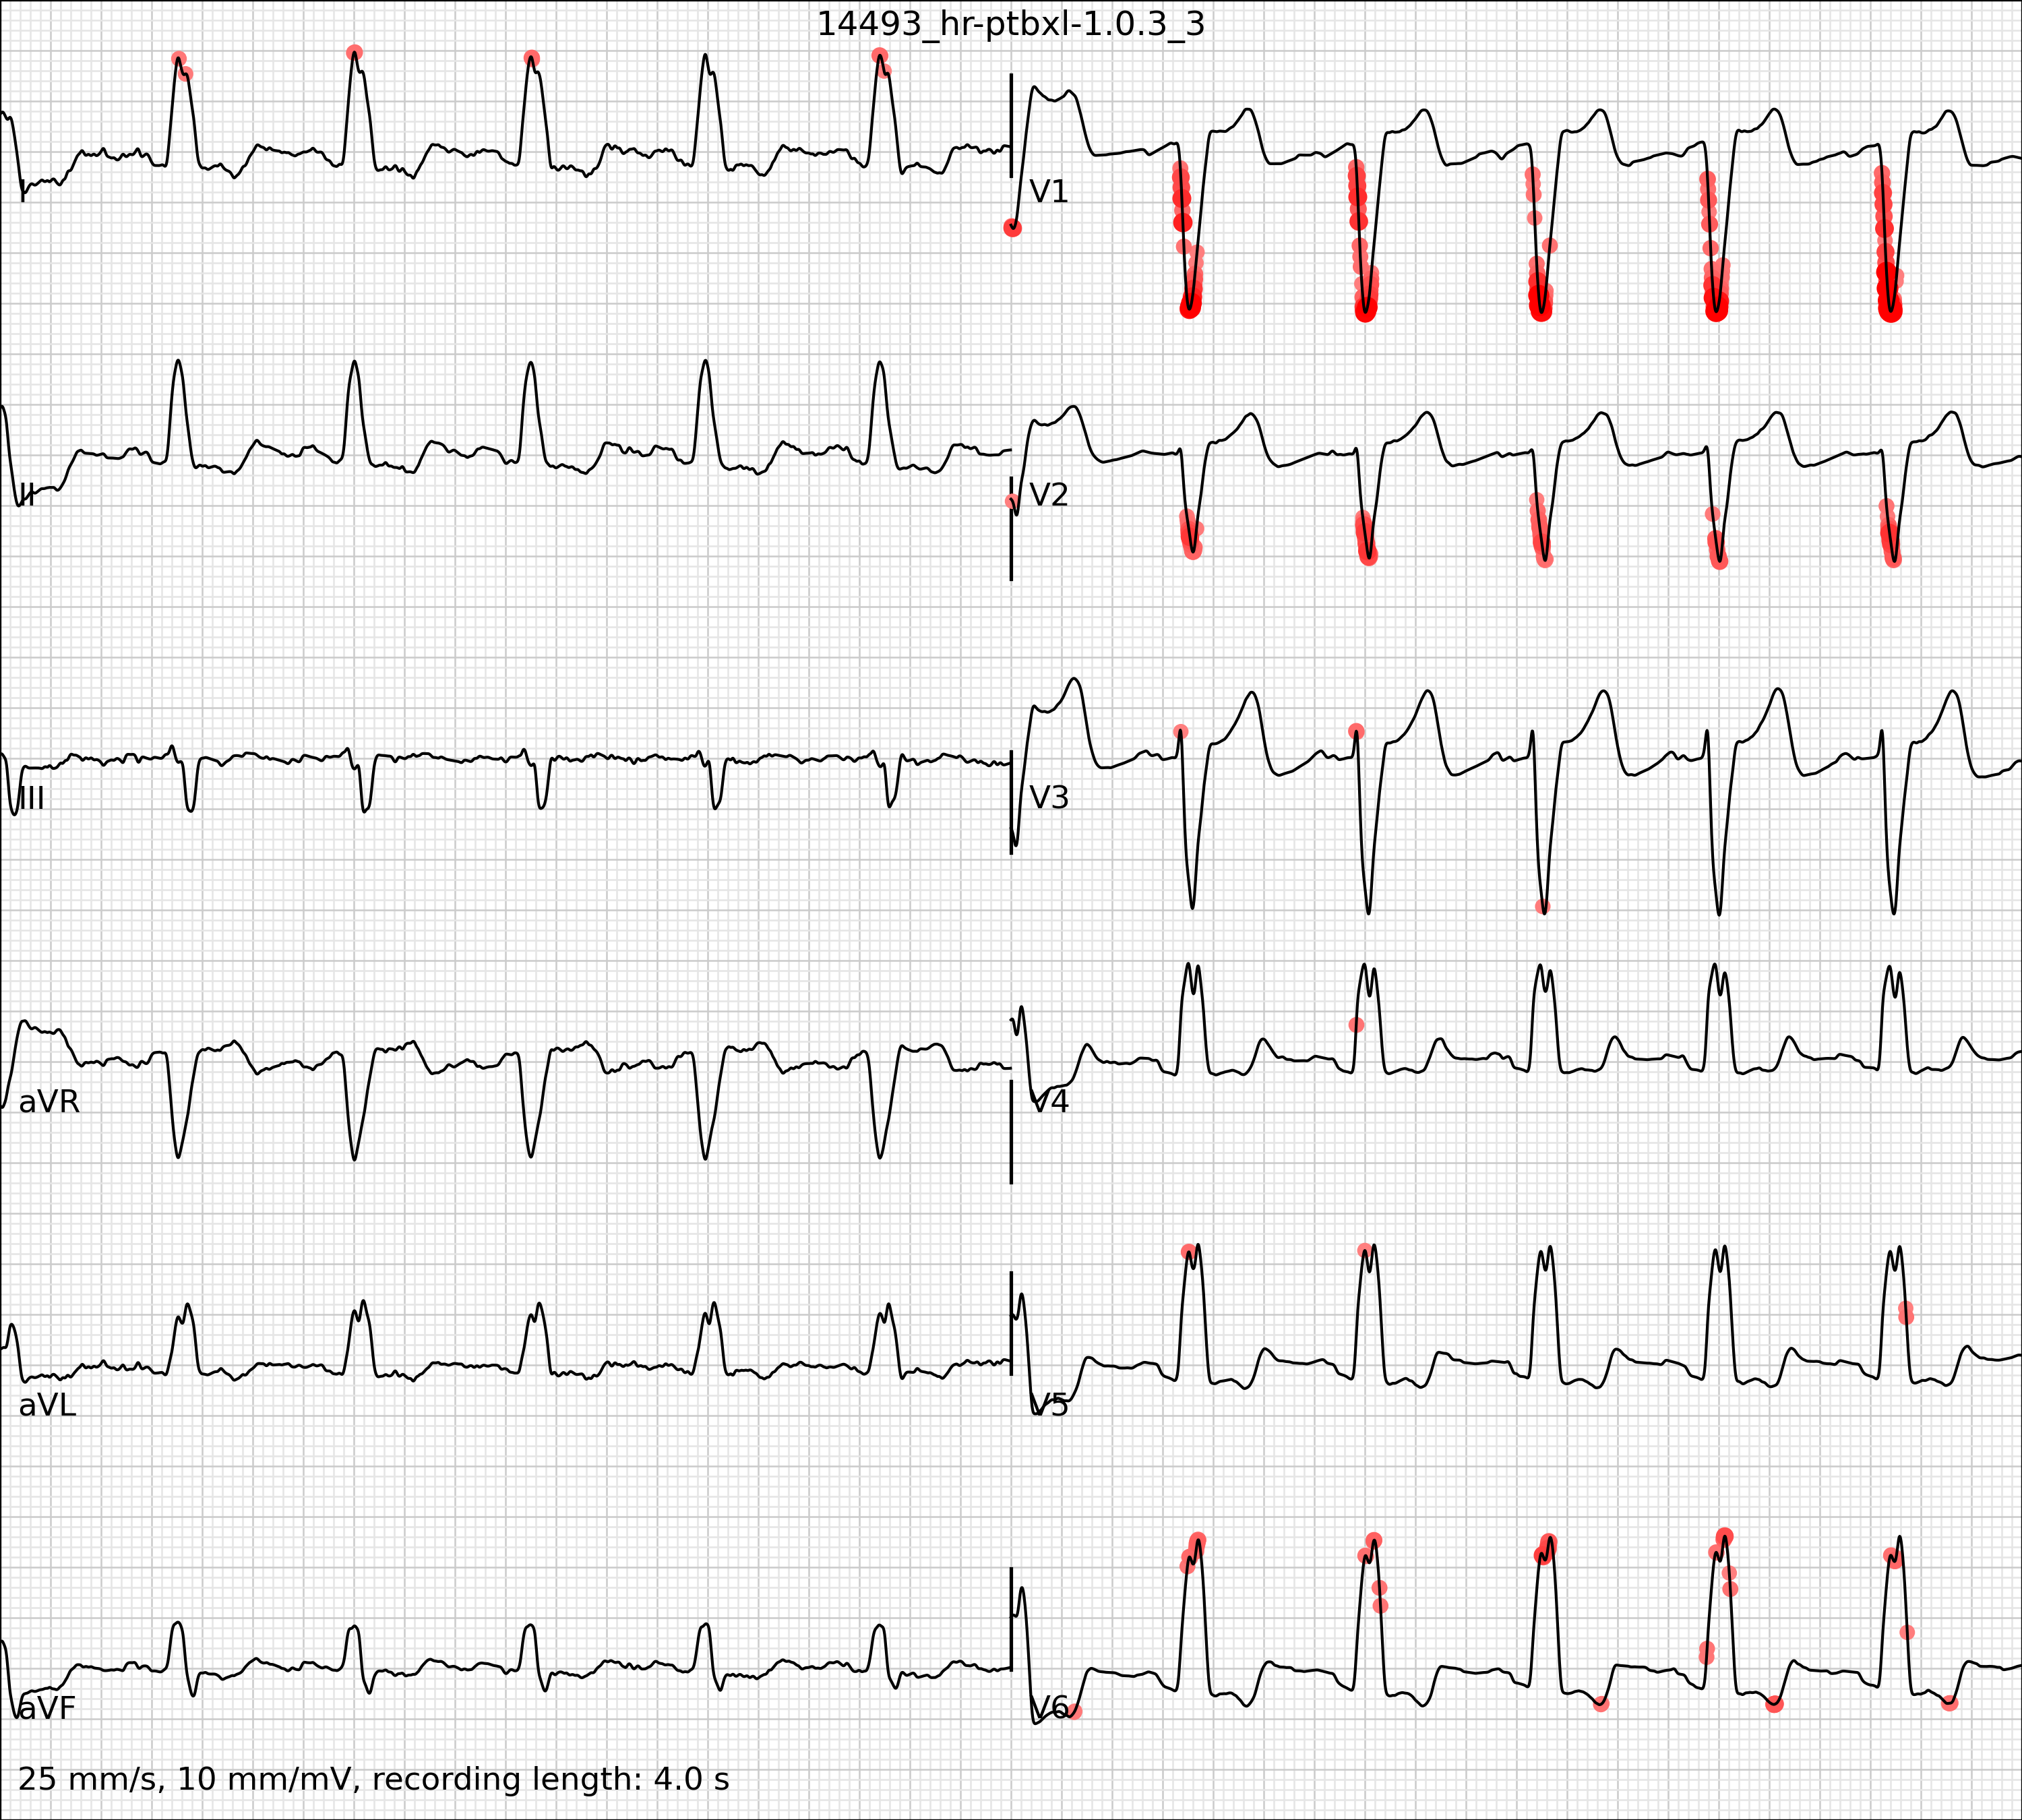 14493_hr-ptbxl-1.0.3_3
I
V1
II
V2
III
V3
aVR
V4
aVL
V5
aVF
V6
25 mm/s, 10 mm/mV, recording length: 4.0 s